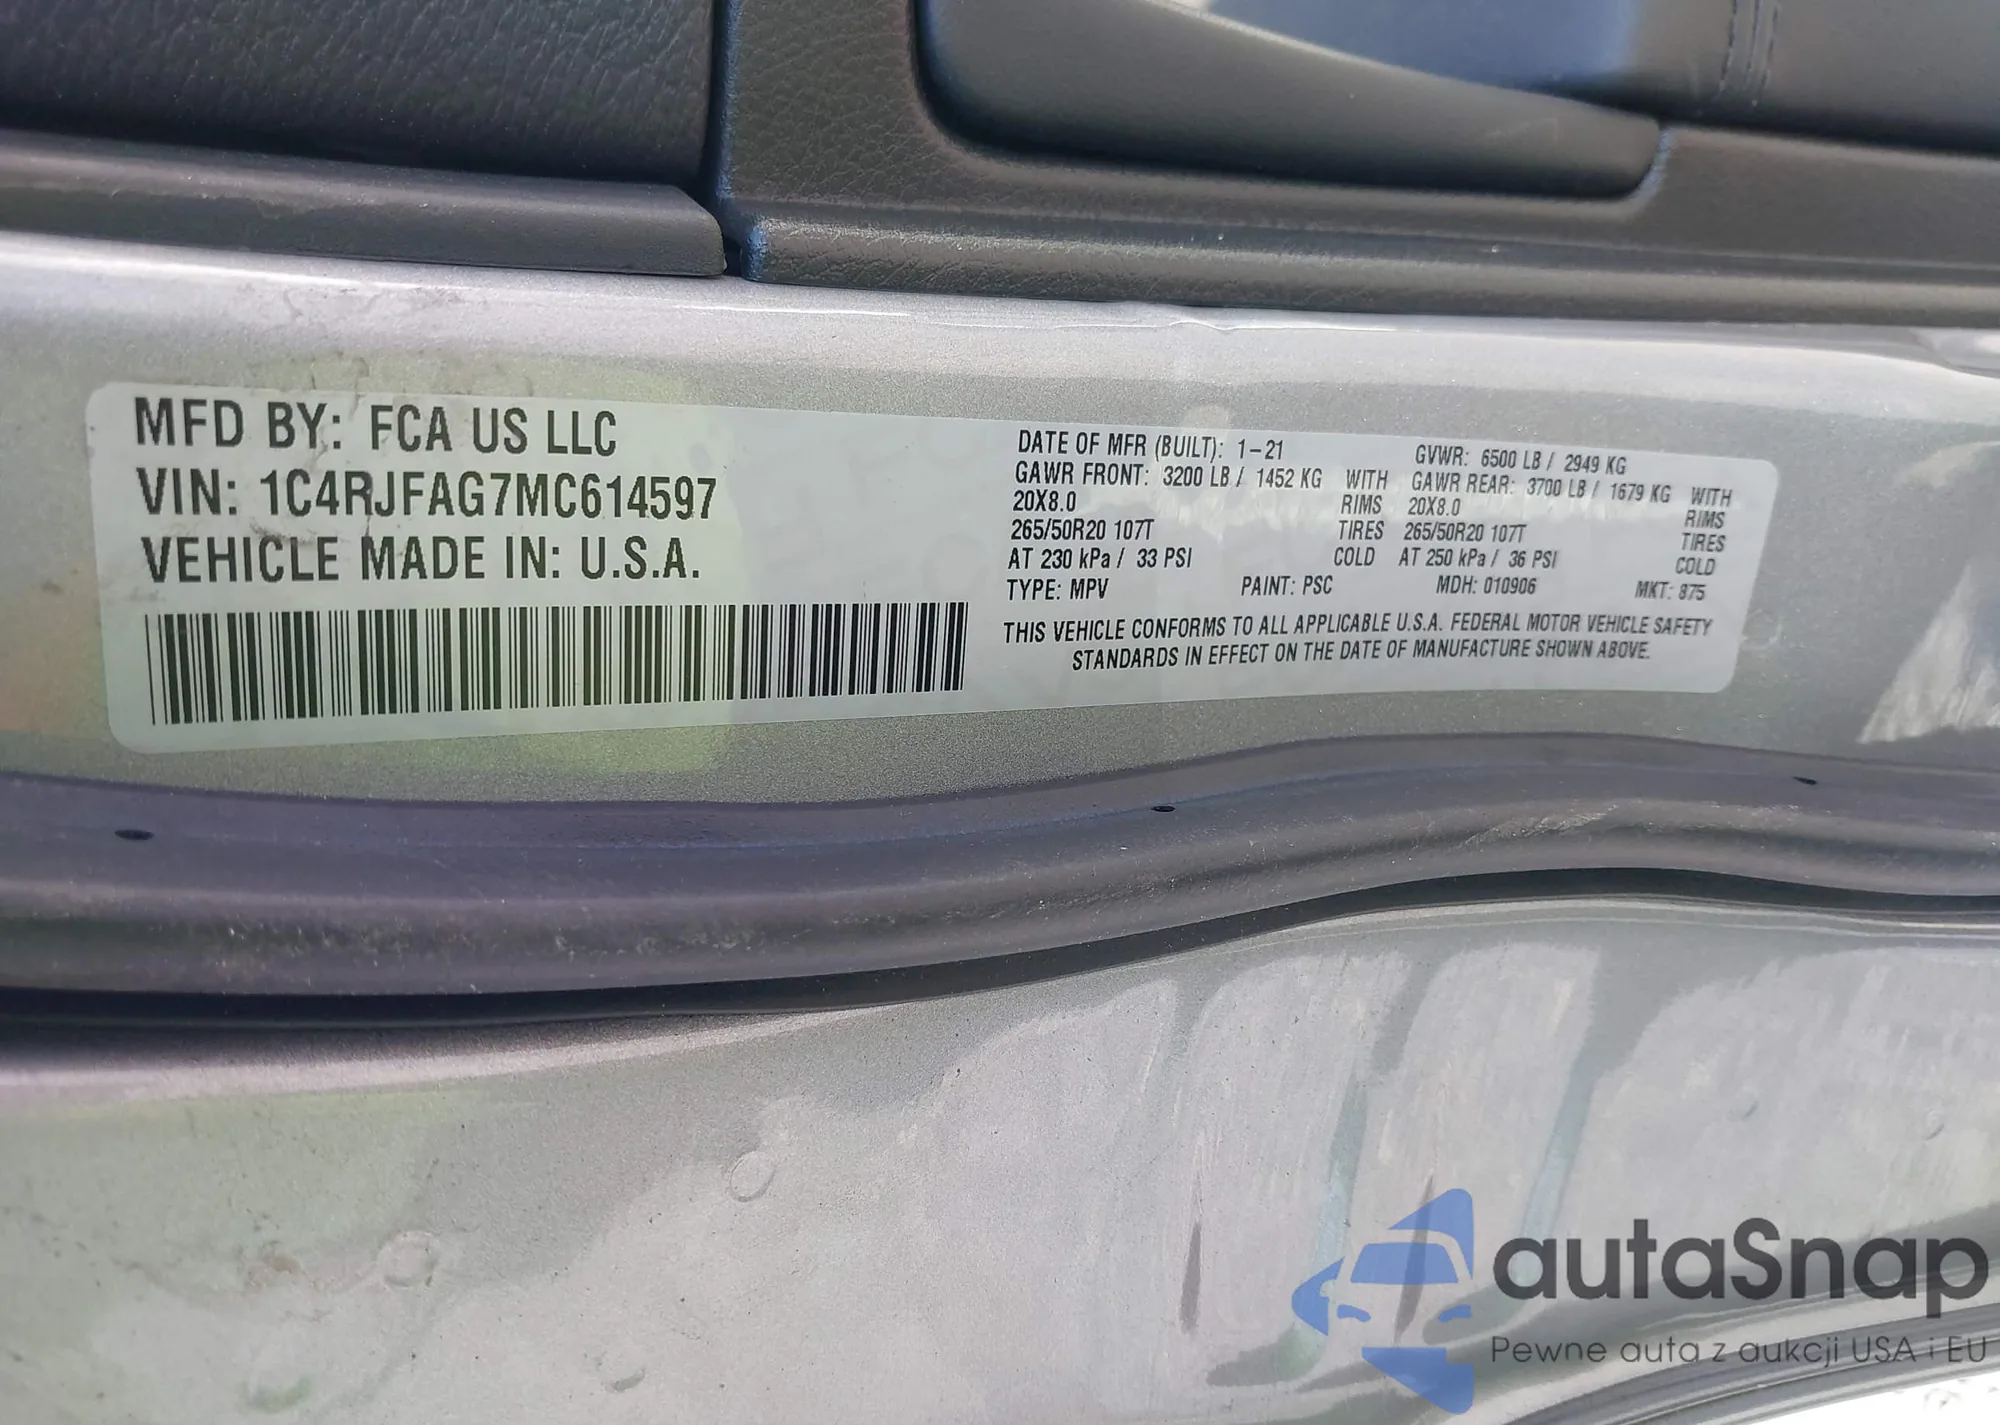 MFD BY: FCA US LLC
VIN: 1C4RJFAG7MC614597
VEHICLE MADE IN: U.S.A.
DATE OF MFR (BUILT): 1-21 GVWR: 6500 LB / 2949 KG
GAWR FRONT: 3200 LB / 1452 KG WITH GAWR REAR: 3700 LB / 1679 KG WITH
20X8.0 RIMS 20X8.0 RIMS
265/50R20 107T TIRES 265/50R20 107T TIRES
AT 230 kPa / 33 PSI COLD AT 250 kPa / 36 PSI COLD
TYPE: MPV PAINT: PSC MDH: 010906 MKT: 875
THIS VEHICLE CONFORMS TO ALL APPLICABLE U.S.A. FEDERAL MOTOR VEHICLE SAFETY
STANDARDS IN EFFECT ON THE DATE OF MANUFACTURE SHOWN ABOVE.
autaSnap
Pewne auta z aukcji USA i EU